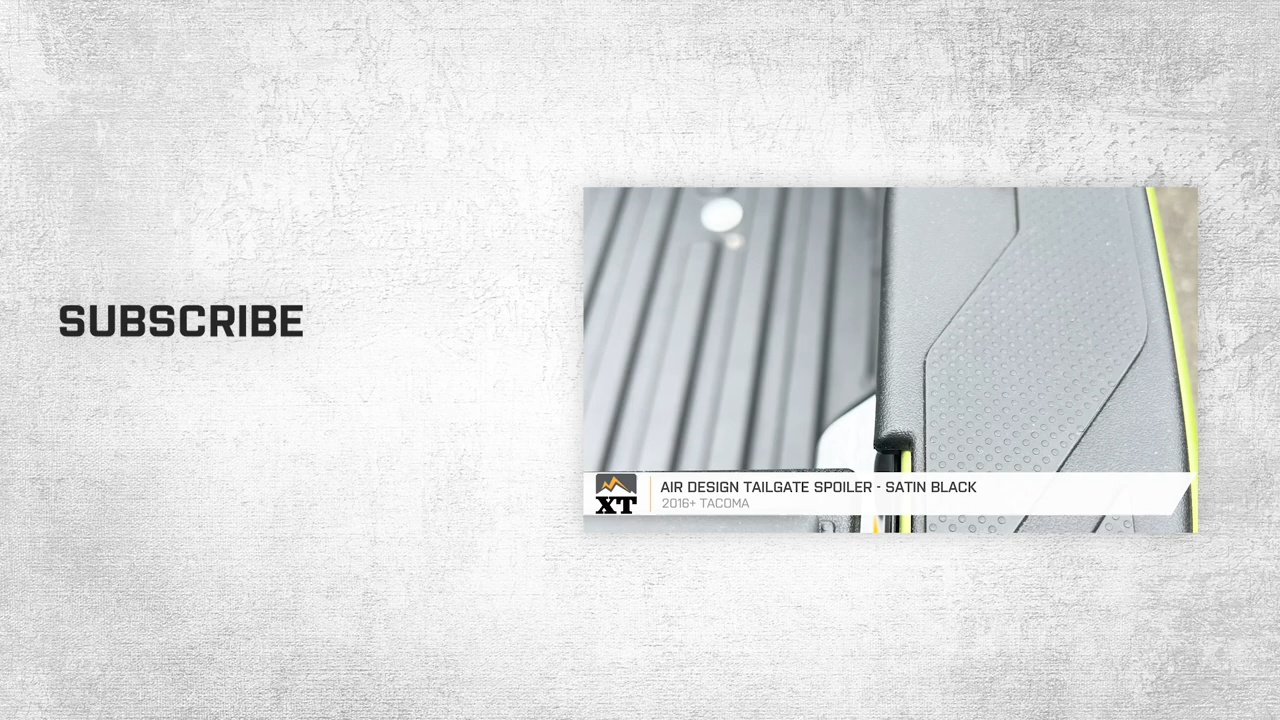 SUBSCRIBE
XT
AIR DESIGN TAILGATE SPOILER - SATIN BLACK
2016+ TACOMA